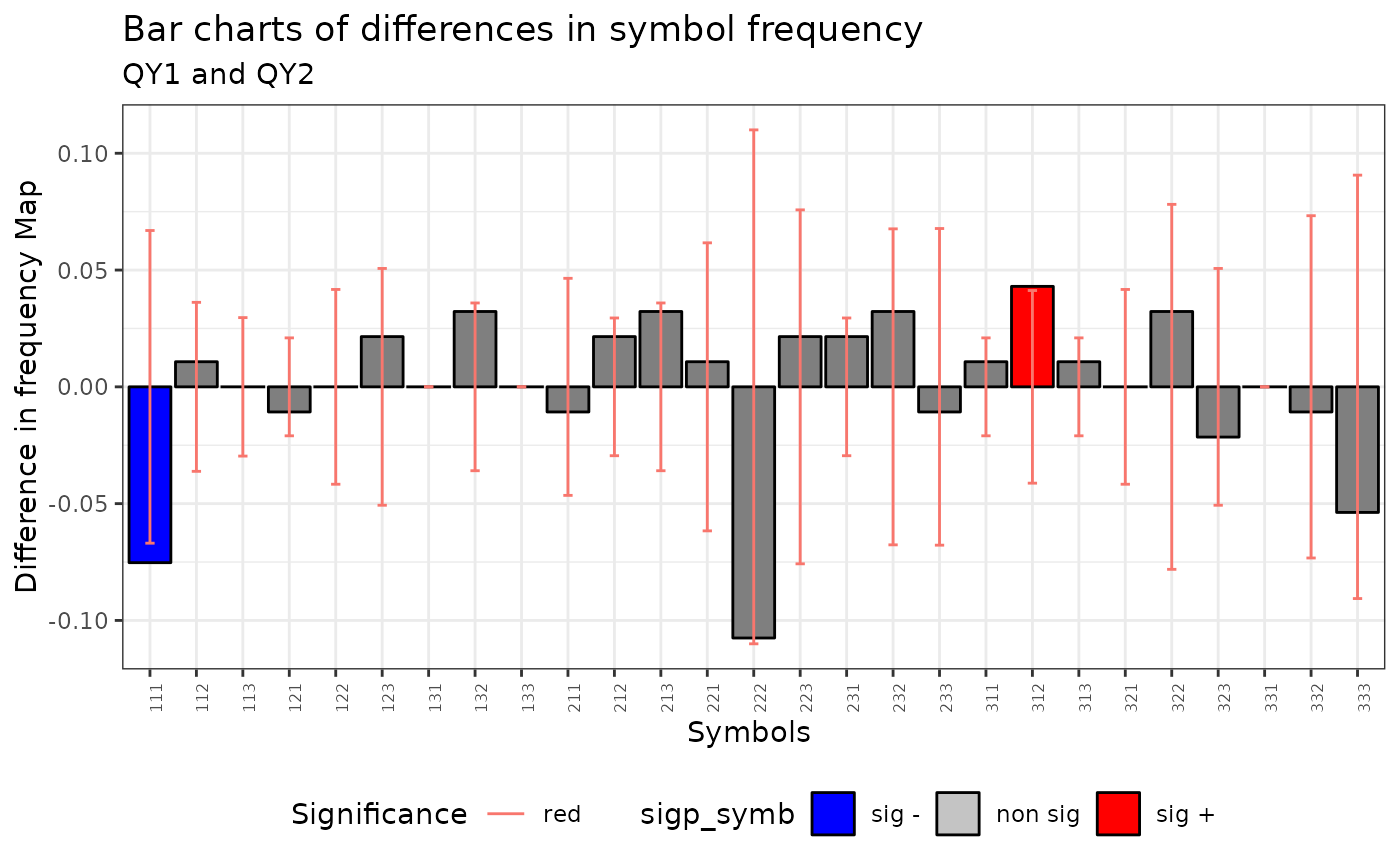 Bar charts of differences in symbol frequency
QY1 and QY2
Difference in frequency Map
0.10
0.05
0.00
-0.05
-0.10
111 112 113 121 122 123 131 132 133 211 212 213 221 222 223 231 232 233 311 312 313 321 322 323 331 332 333
Symbols
Significance red sigp_symb sig - non sig sig +